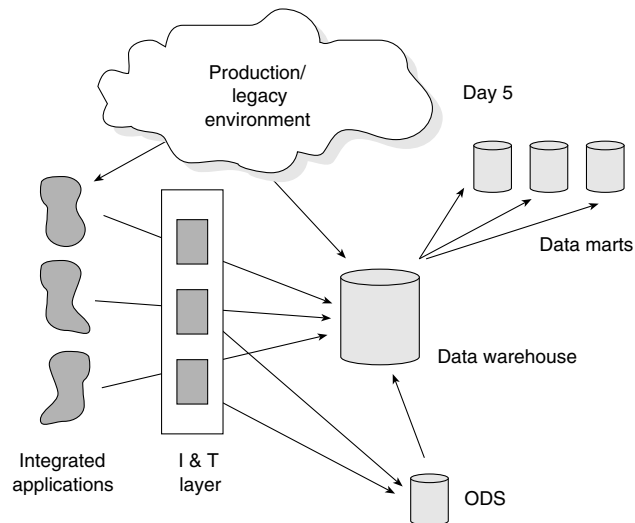 Production/
legacy
environment
Day 5
Data marts
Data warehouse
Integrated
applications
I & T
layer
ODS